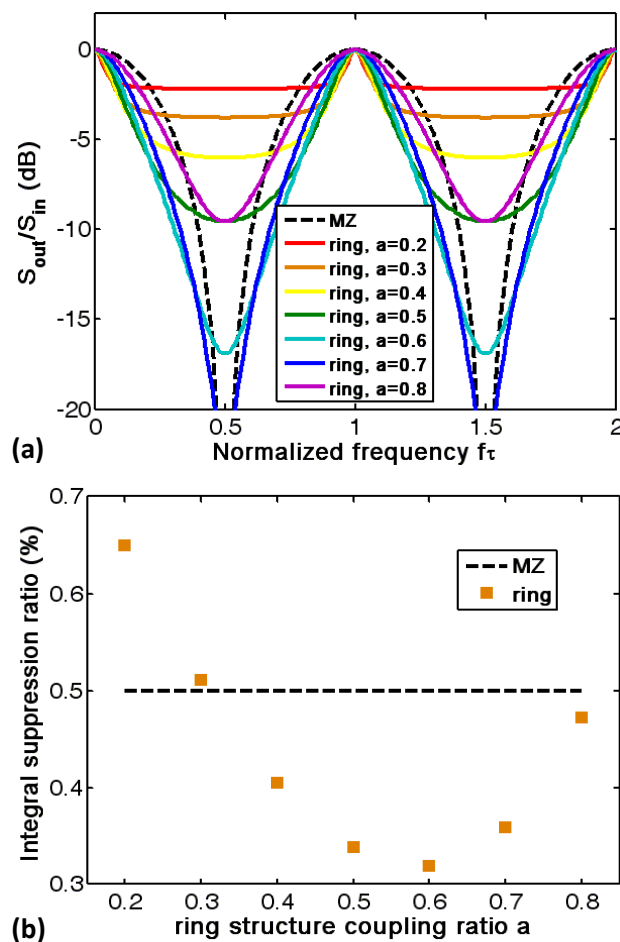 0
-5
-10
-15
-20
S_out/S_in (dB)
MZ
ring, a=0.2
ring, a=0.3
ring, a=0.4
ring, a=0.5
ring, a=0.6
ring, a=0.7
ring, a=0.8
0 0.5 1 1.5 2
Normalized frequency fτ
(a)
0.7
0.6
0.5
0.4
0.3
Integral suppression ratio (%)
MZ
ring
0.2 0.3 0.4 0.5 0.6 0.7 0.8
ring structure coupling ratio a
(b)